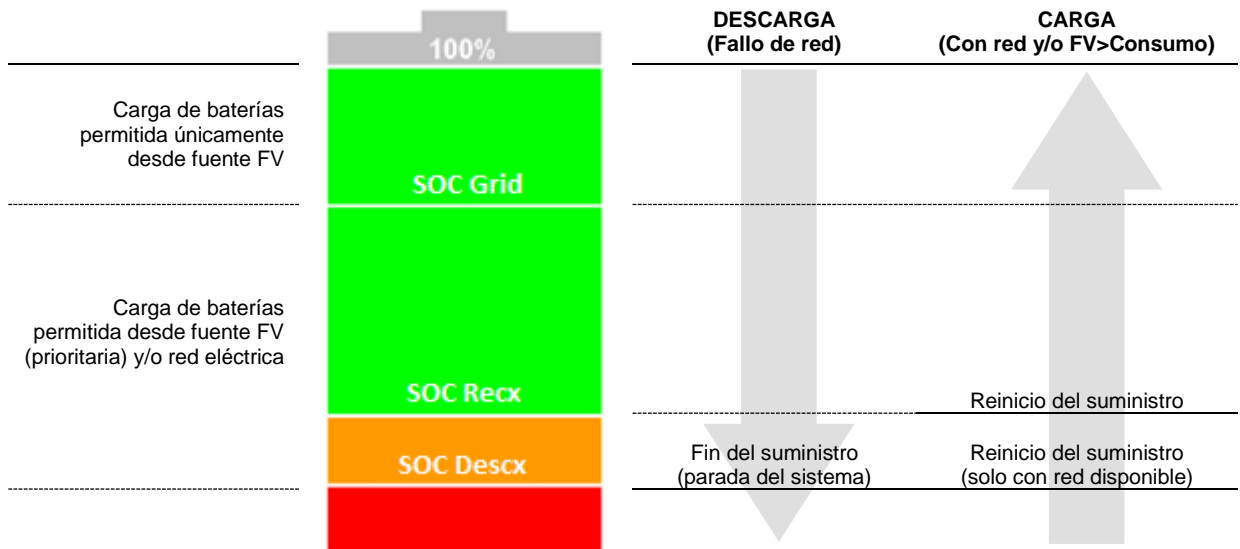 DESCARGA
(Fallo de red)
CARGA
(Con red y/o FV>Consumo)
100%
Carga de baterías
permitida únicamente
desde fuente FV
SOC Grid
Carga de baterías
permitida desde fuente FV
(prioritaria) y/o red eléctrica
SOC Recx
Reinicio del suministro
SOC Descx
Fin del suministro
(parada del sistema)
Reinicio del suministro
(solo con red disponible)